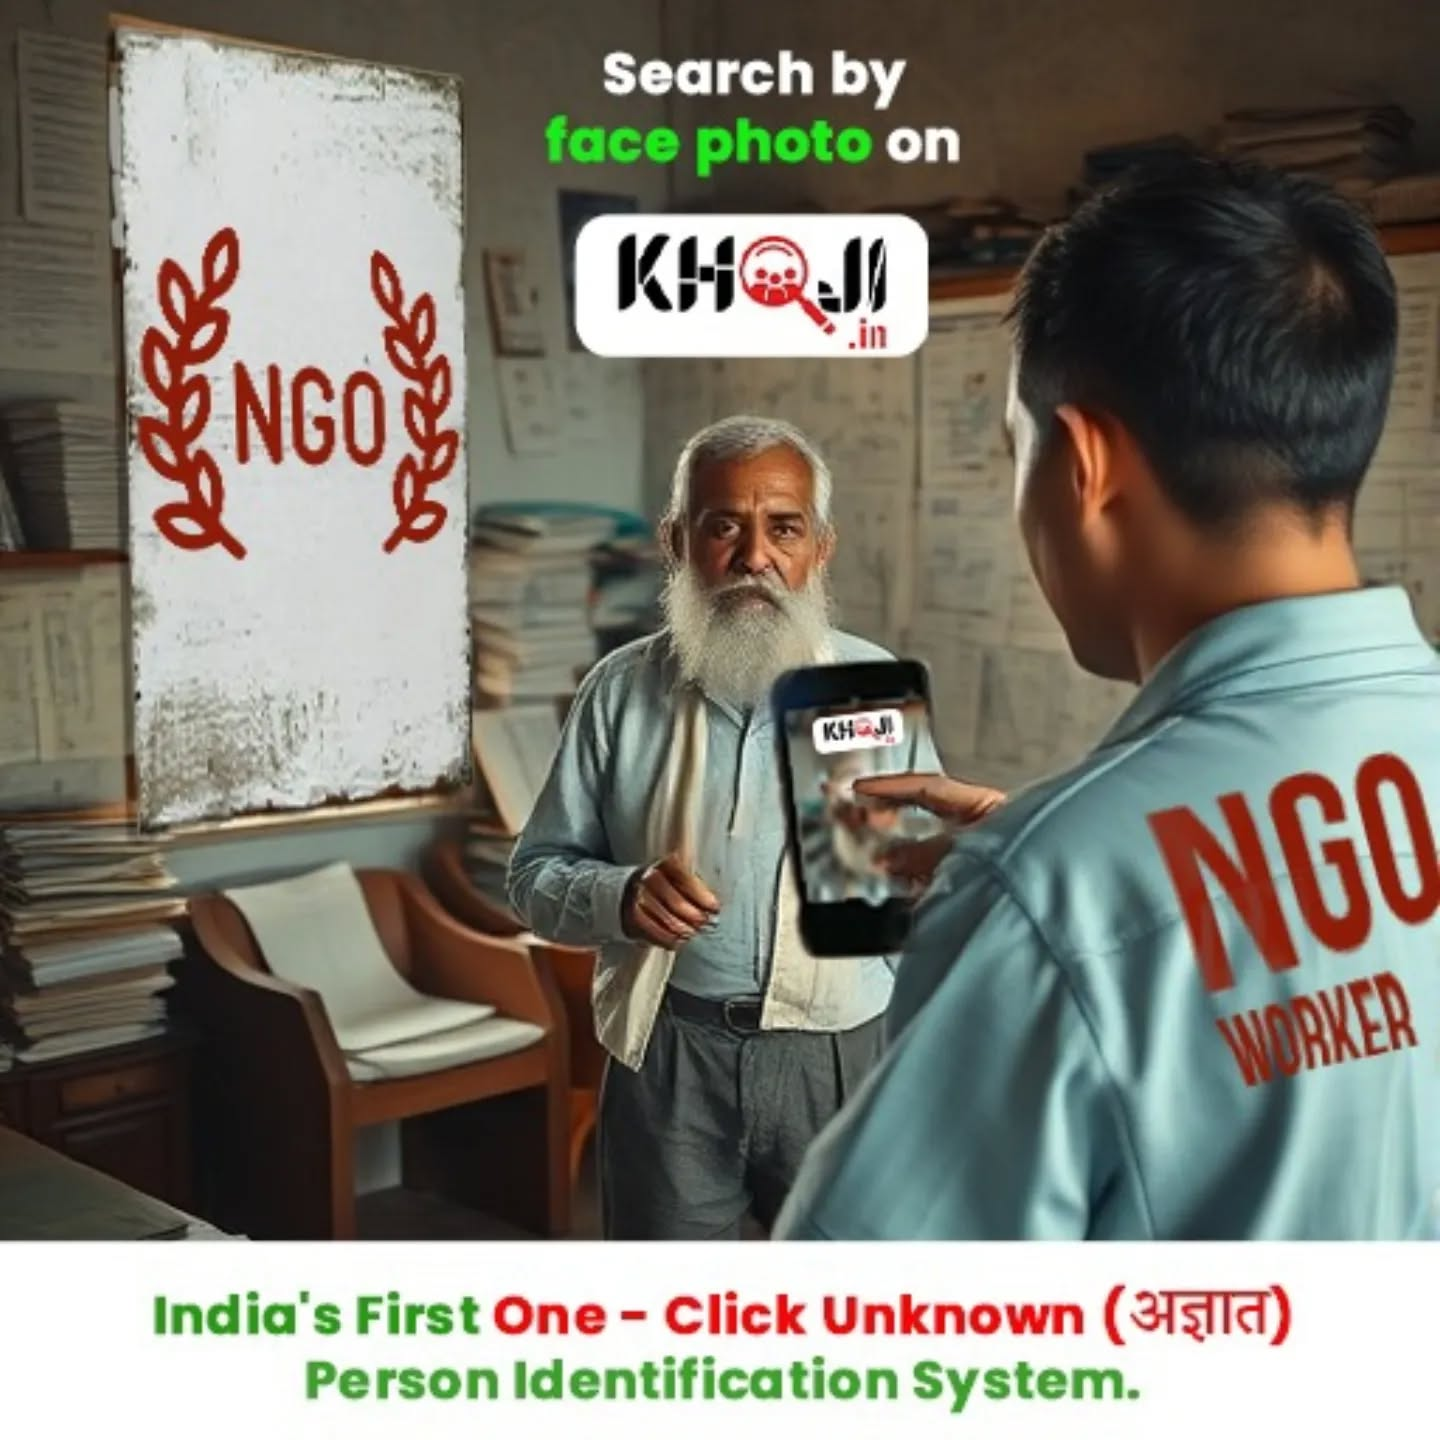 Search by
face photo on
KHOJI
.in
NGO
KHOJI
NGO
WORKER
India's First One - Click Unknown (अज्ञात)
Person Identification System.